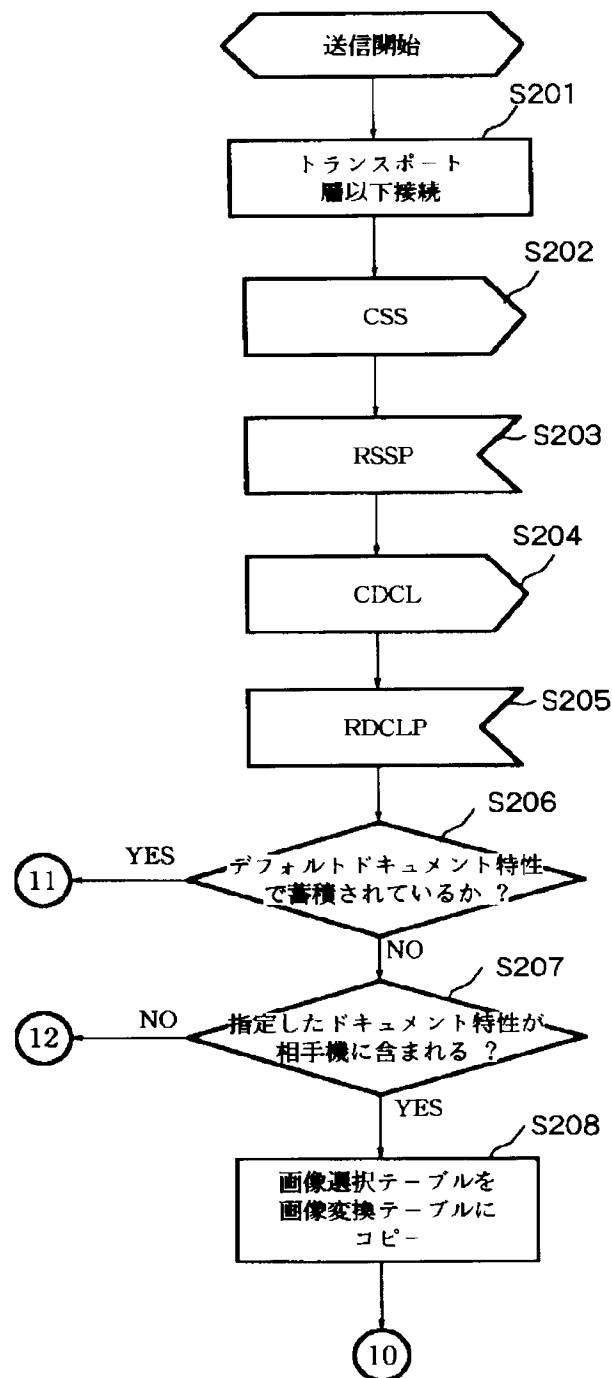 送信開始
S201
トランスポート
層以下接続
S202
CSS
S203
RSSP
S204
CDCL
S205
RDCLP
S206
YES
デフォルトドキュメント特性
で蓄積されているか ?
11
NO
S207
NO
指定したドキュメント特性が
相手機に含まれる ?
12
YES
S208
画像選択テーブルを
画像変換テーブルに
コピー
10